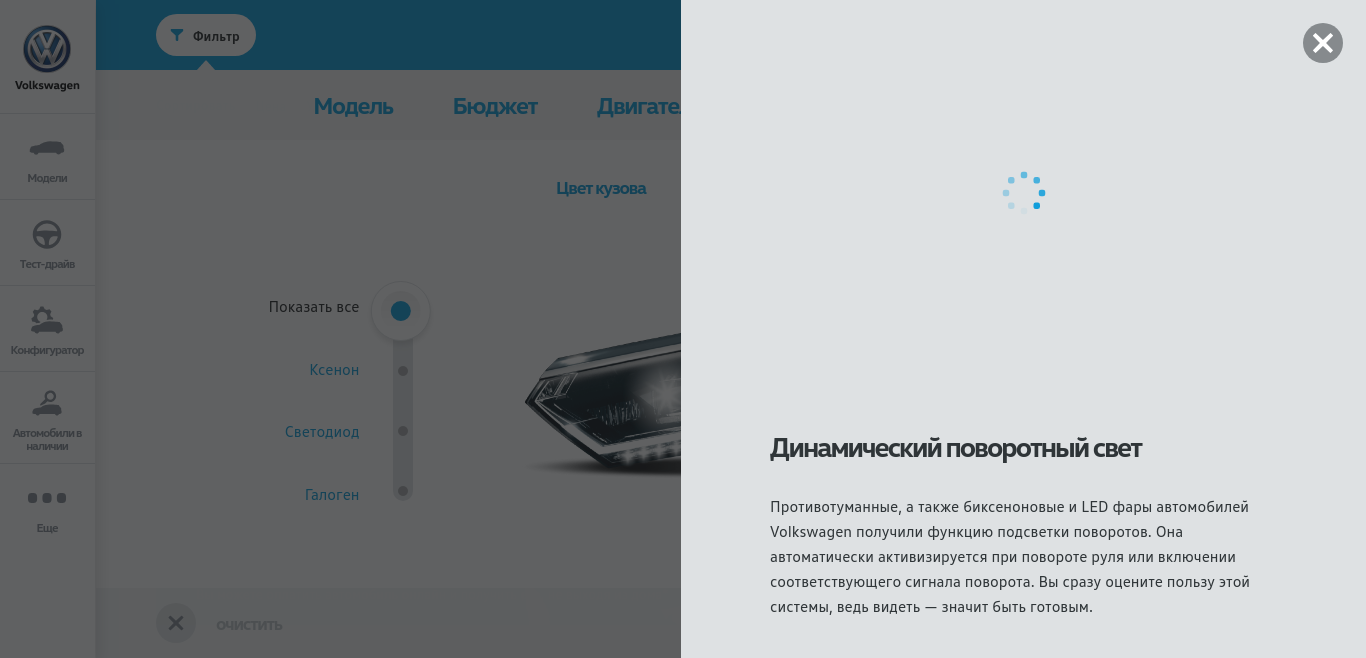 Volkswagen
Модели
Тест-драйв
Конфигуратор
Автомобили в
наличии
Еще
Фильтр
Модель
Бюджет
Цвет кузова
Показать все
Ксенон
Светодиод
Галоген
ОЧИСТИТЬ
Динамический поворотный свет
Противотуманные, а также биксеноновые и LED фары автомобилей
Volkswagen получили функцию подсветки поворотов. Она
автоматически активизируется при повороте руля или включении
соответствующего сигнала поворота. Вы сразу оцените пользу этой
системы, ведь видеть — значит быть готовым.